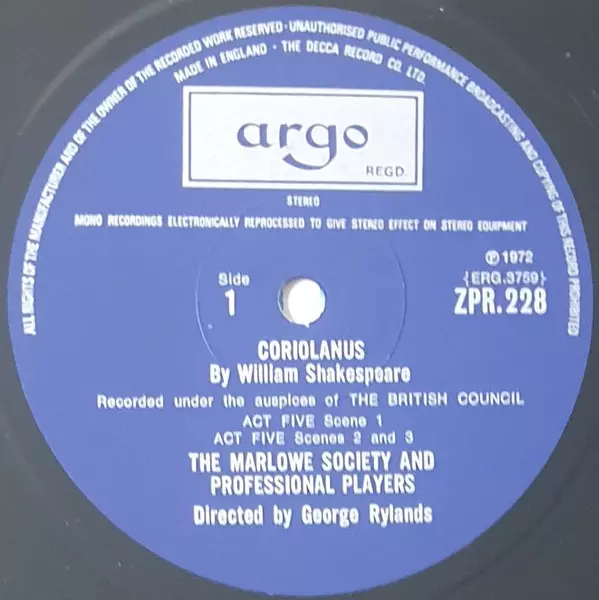 ALL RIGHTS OF THE MANUFACTURER AND OF THE OWNER OF THE RECORDED WORK RESERVED · UNAUTHORISED PUBLIC PERFORMANCE BROADCASTING AND COPYING OF THIS RECORD PROHIBITED
MADE IN ENGLAND · THE DECCA RECORD CO. LTD.
argo
REGD.
STEREO
MONO RECORDINGS ELECTRONICALLY REPROCESSED TO GIVE STEREO EFFECT ON STEREO EQUIPMENT
Side
1
℗ 1972
{ERG.3759}
ZPR.228
CORIOLANUS
By William Shakespeare
Recorded under the auspices of THE BRITISH COUNCIL
ACT FIVE Scene 1
ACT FIVE Scenes 2 and 3
THE MARLOWE SOCIETY AND
PROFESSIONAL PLAYERS
Directed by George Rylands